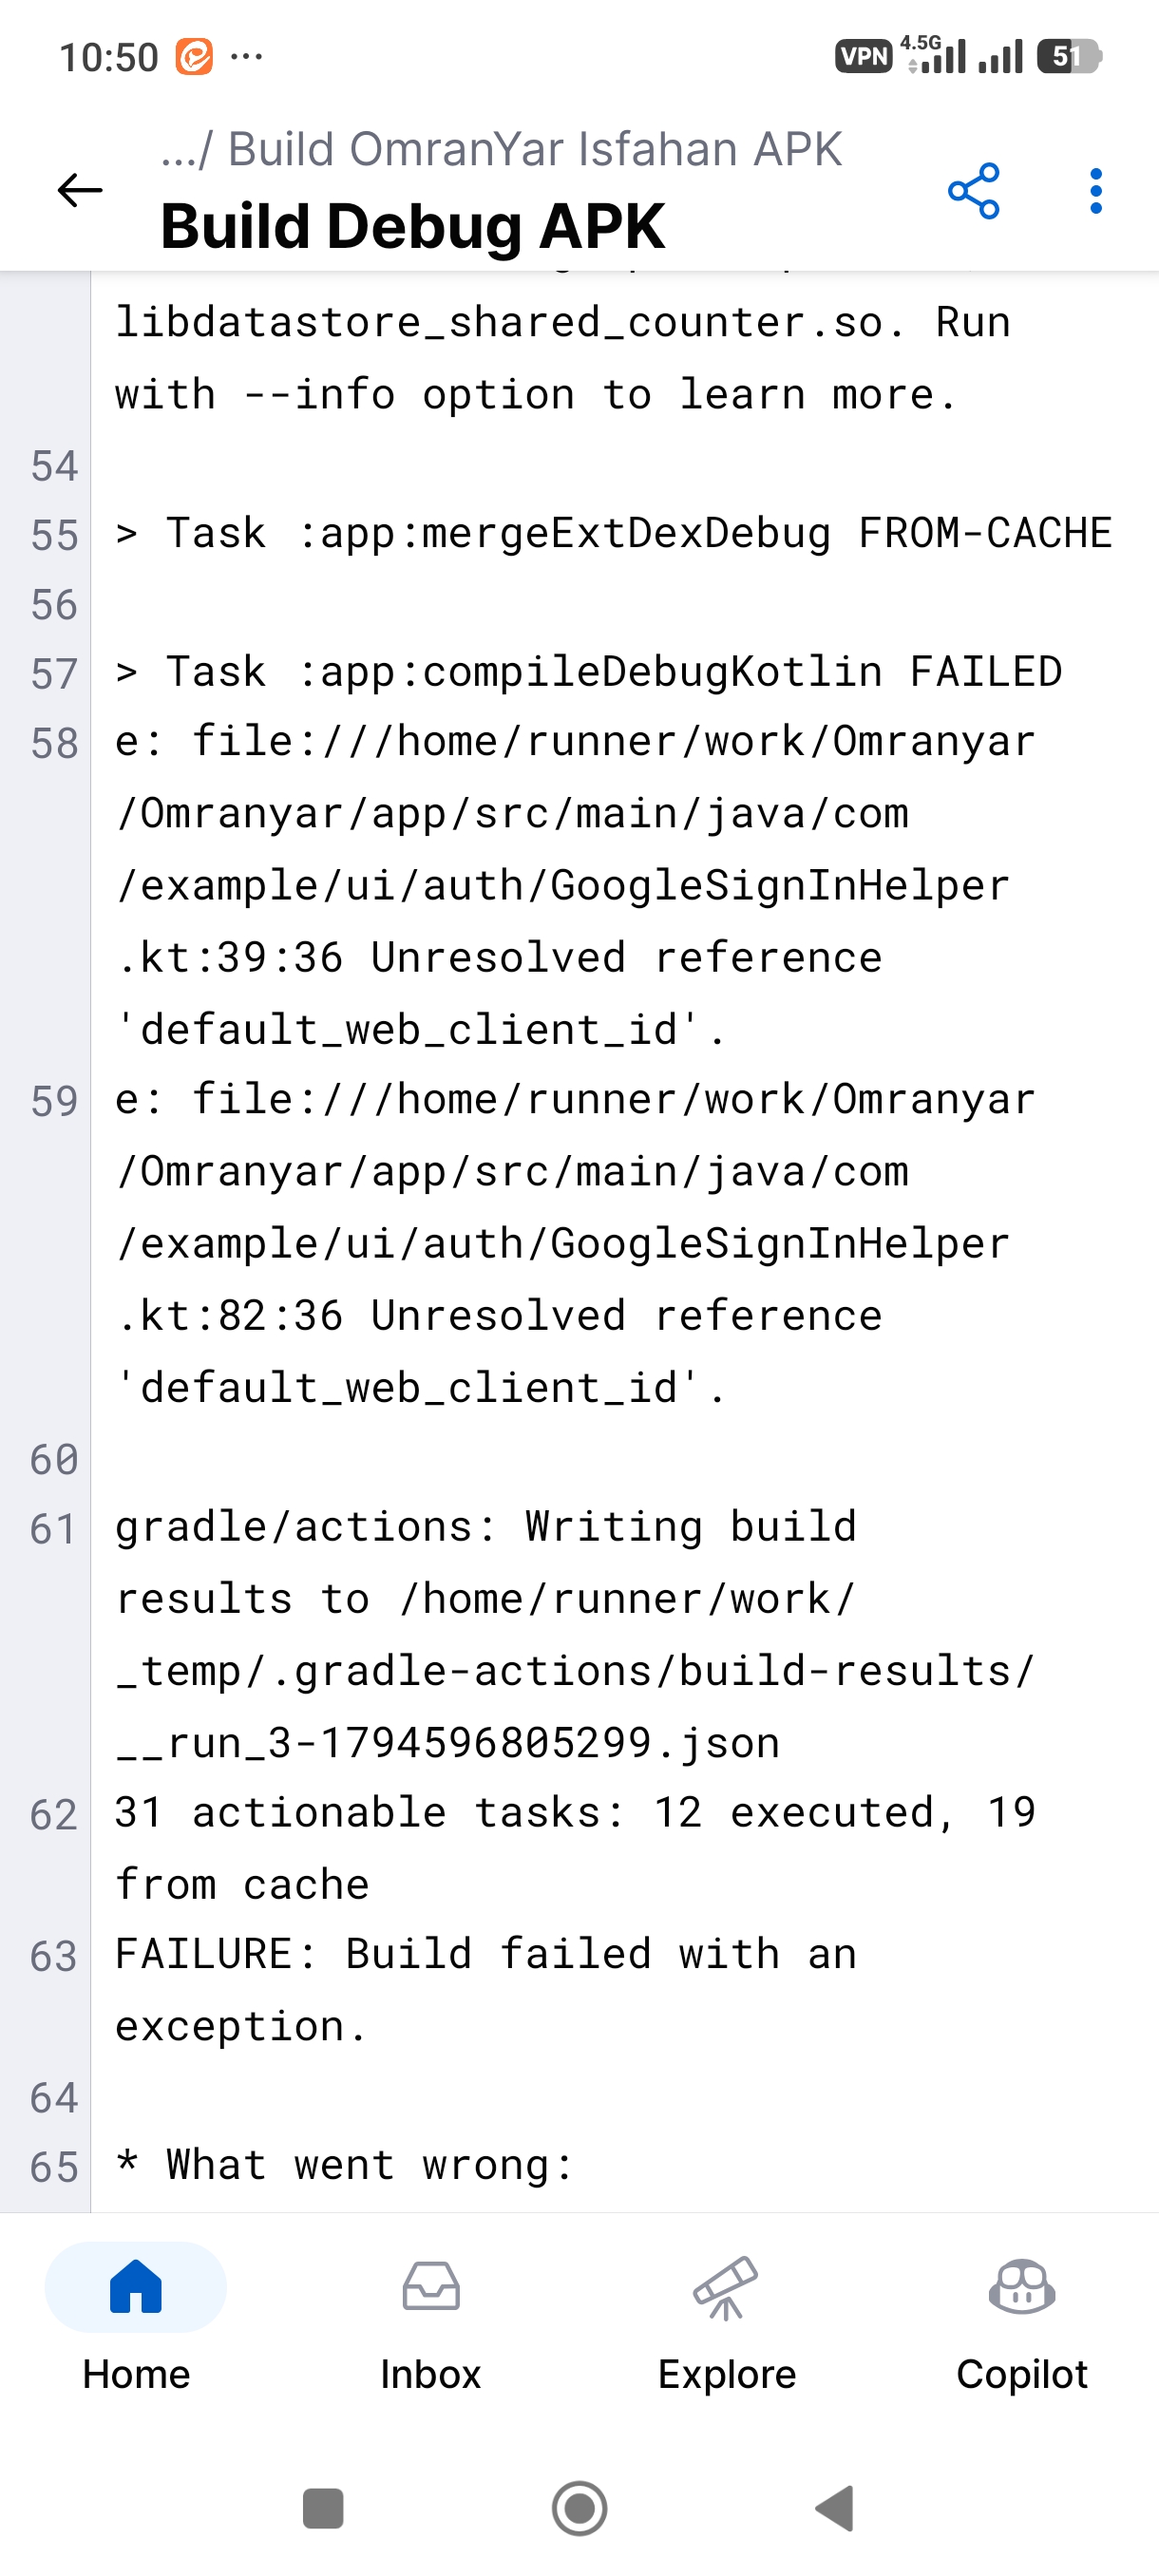 10:50
VPN 4.5G 51
.../ Build OmranYar Isfahan APK
Build Debug APK
libdatastore_shared_counter.so. Run
with --info option to learn more.
54
55 > Task :app:mergeExtDexDebug FROM-CACHE
56
57 > Task :app:compileDebugKotlin FAILED
58 e: file:///home/runner/work/Omranyar
/Omranyar/app/src/main/java/com
/example/ui/auth/GoogleSignInHelper
.kt:39:36 Unresolved reference
'default_web_client_id'.
59 e: file:///home/runner/work/Omranyar
/Omranyar/app/src/main/java/com
/example/ui/auth/GoogleSignInHelper
.kt:82:36 Unresolved reference
'default_web_client_id'.
60
61 gradle/actions: Writing build
results to /home/runner/work/
_temp/.gradle-actions/build-results/
__run_3-1794596805299.json
62 31 actionable tasks: 12 executed, 19
from cache
63 FAILURE: Build failed with an
exception.
64
65 * What went wrong:
Home Inbox Explore Copilot